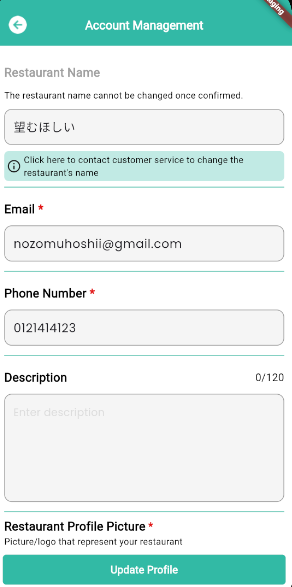 Account Management
Restaurant Name
The restaurant name cannot be changed once confirmed.
望むほしい
Click here to contact customer service to change the
restaurant's name
Email *
nozomuhoshii@gmail.com
Phone Number *
0121414123
Description 0/120
Enter description
Restaurant Profile Picture *
Picture/logo that represent your restaurant
Update Profile